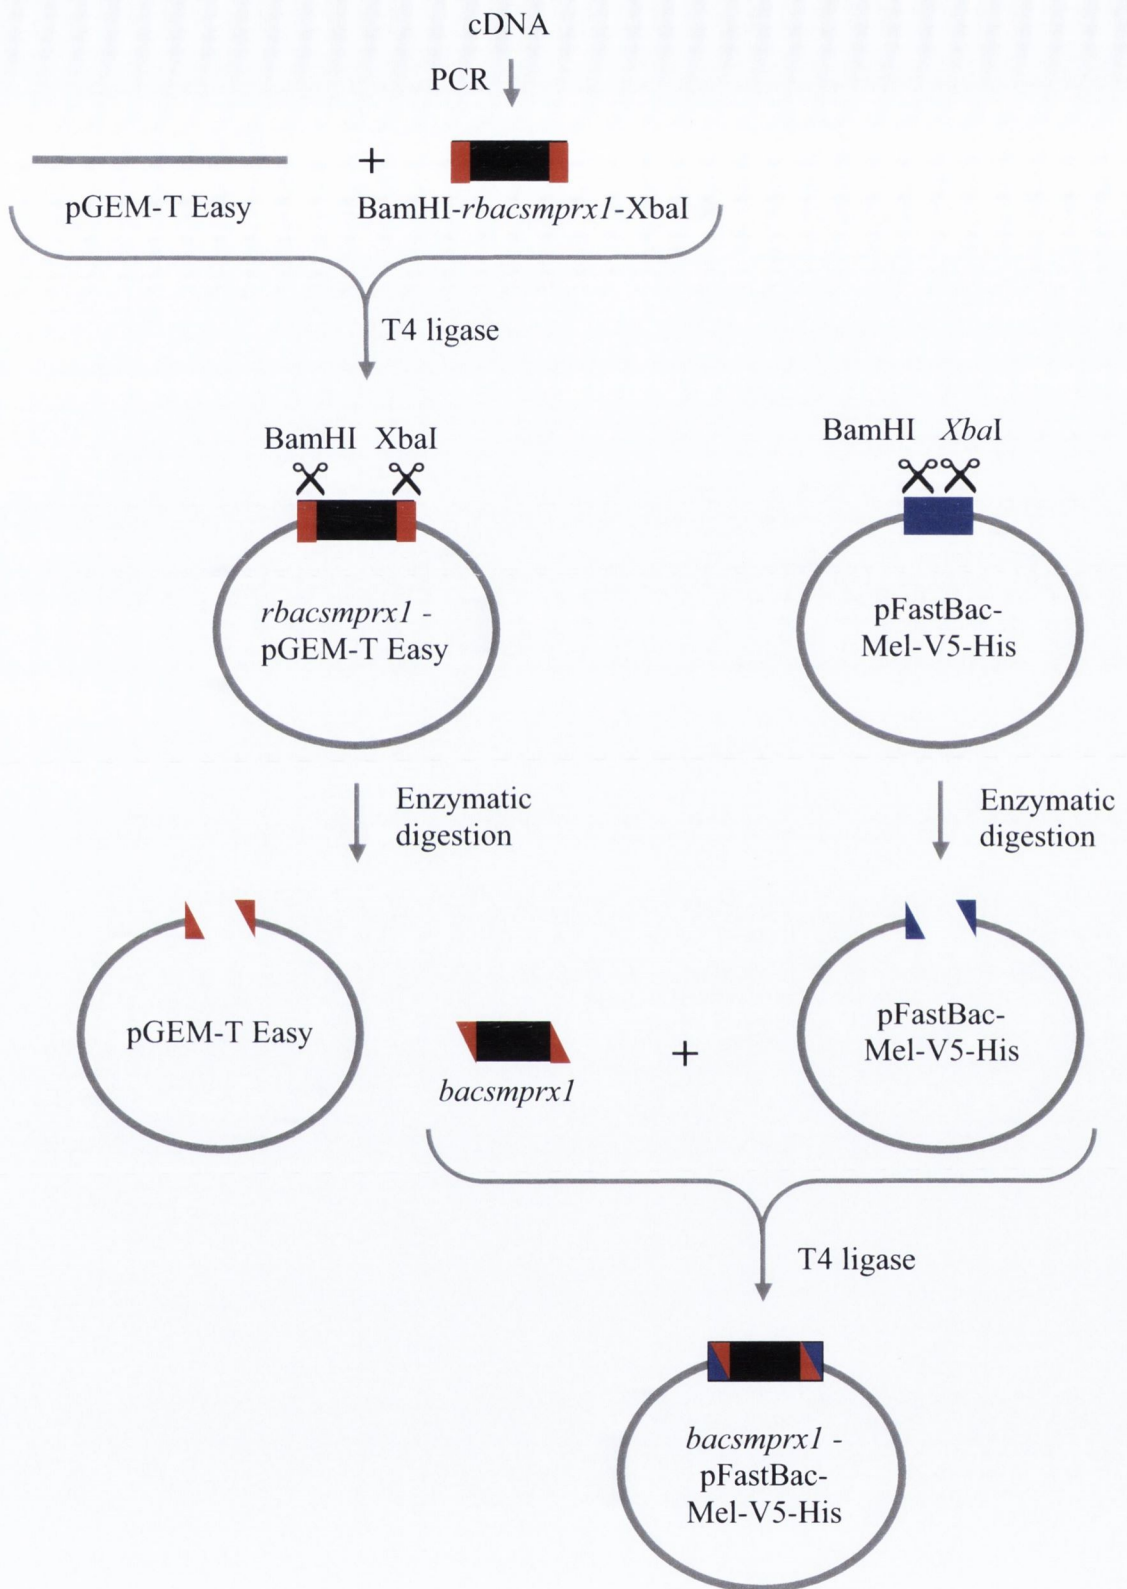 cDNA
PCR
+
pGEM-T Easy
BamHI-rbacsmprx1-XbaI
T4 ligase
BamHI XbaI
BamHI XbaI
rbacsmprx1 -
pGEM-T Easy
pFastBac-
Mel-V5-His
Enzymatic
digestion
Enzymatic
digestion
pGEM-T Easy
bacsmprx1
+
pFastBac-
Mel-V5-His
T4 ligase
bacsmprx1 -
pFastBac-
Mel-V5-His